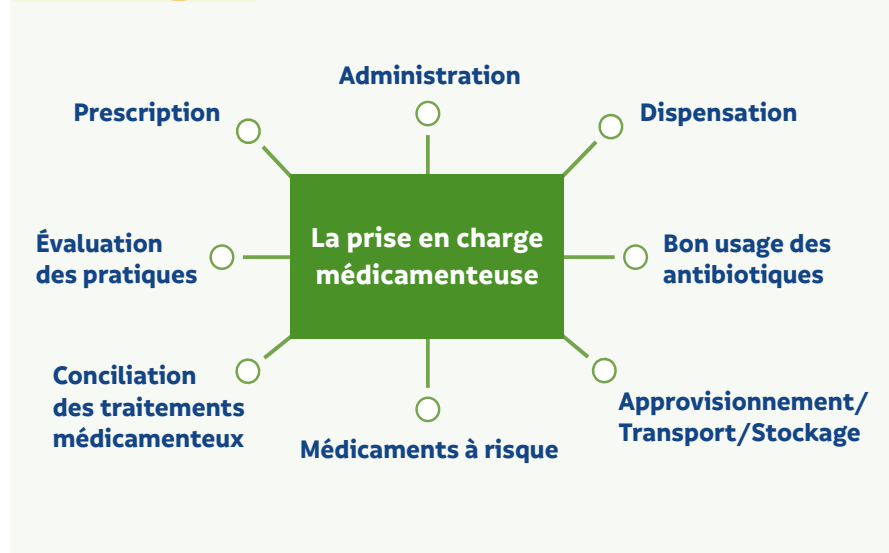 Administration
Prescription
Dispensation
La prise en charge
médicamenteuse
Évaluation
des pratiques
Bon usage des
antibiotiques
Conciliation
des traitements
médicamenteux
Médicaments à risque
Approvisionnement/
Transport/Stockage